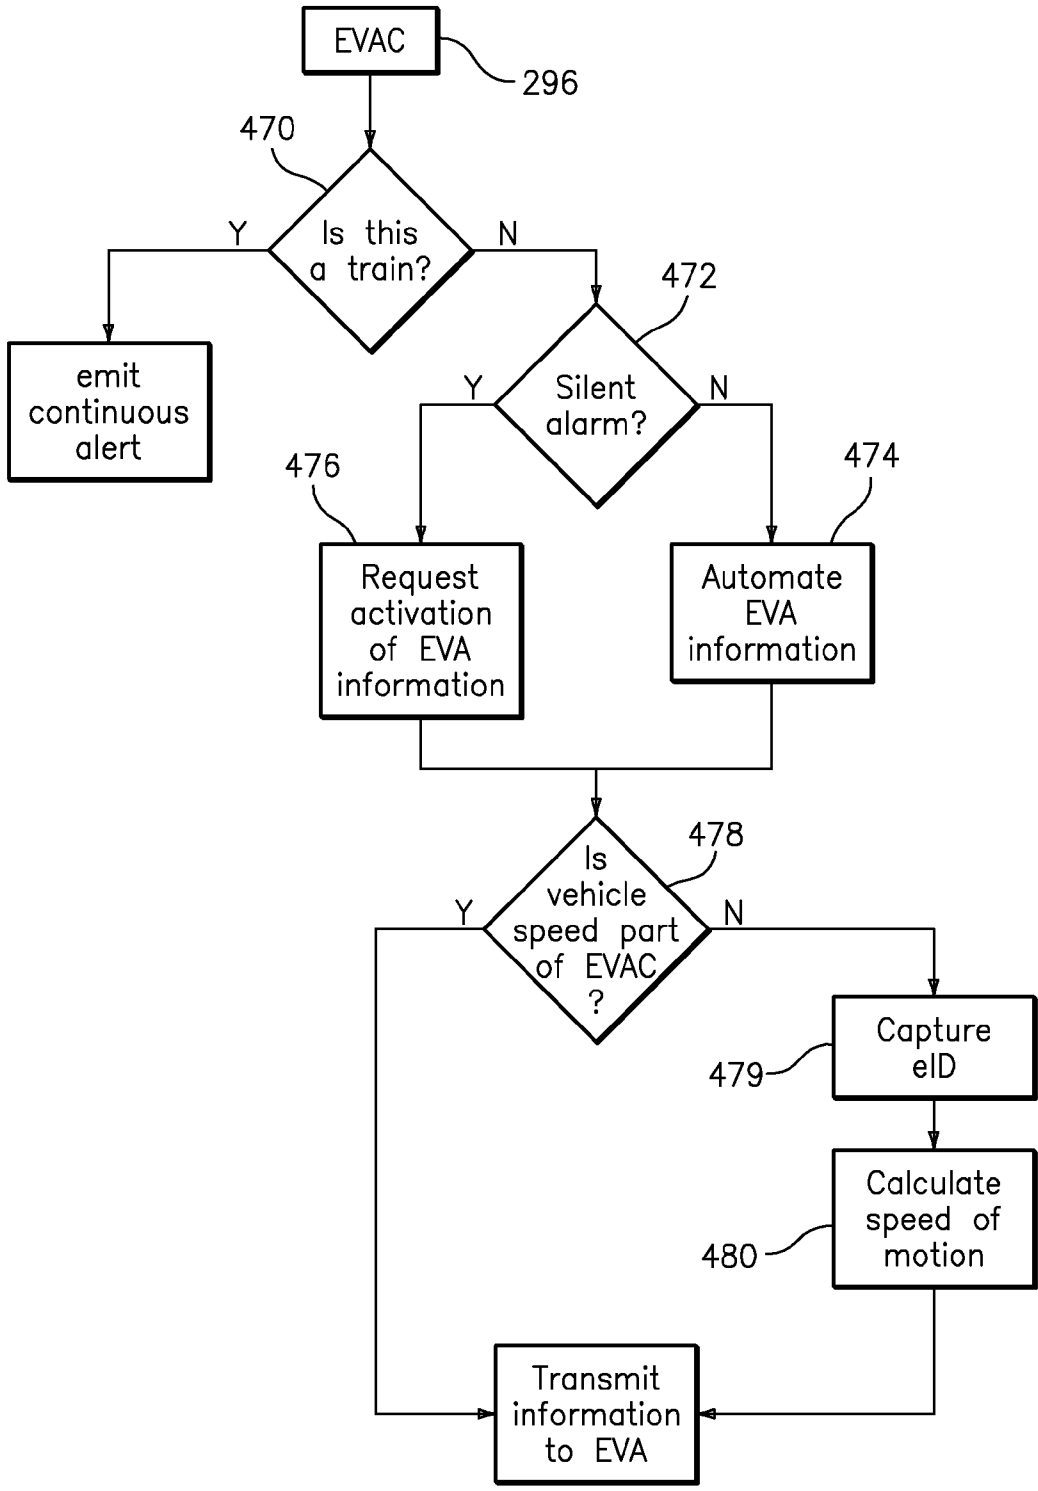 EVAC
296
470
Y
Is this
a train?
N
472
emit
continuous
alert
Y
Silent
alarm?
N
476
474
Request
activation
of EVA
information
Automate
EVA
information
478
Y
Is
vehicle
speed part
of EVAC
?
N
479
Capture
eID
480
Calculate
speed of
motion
Transmit
information
to EVA